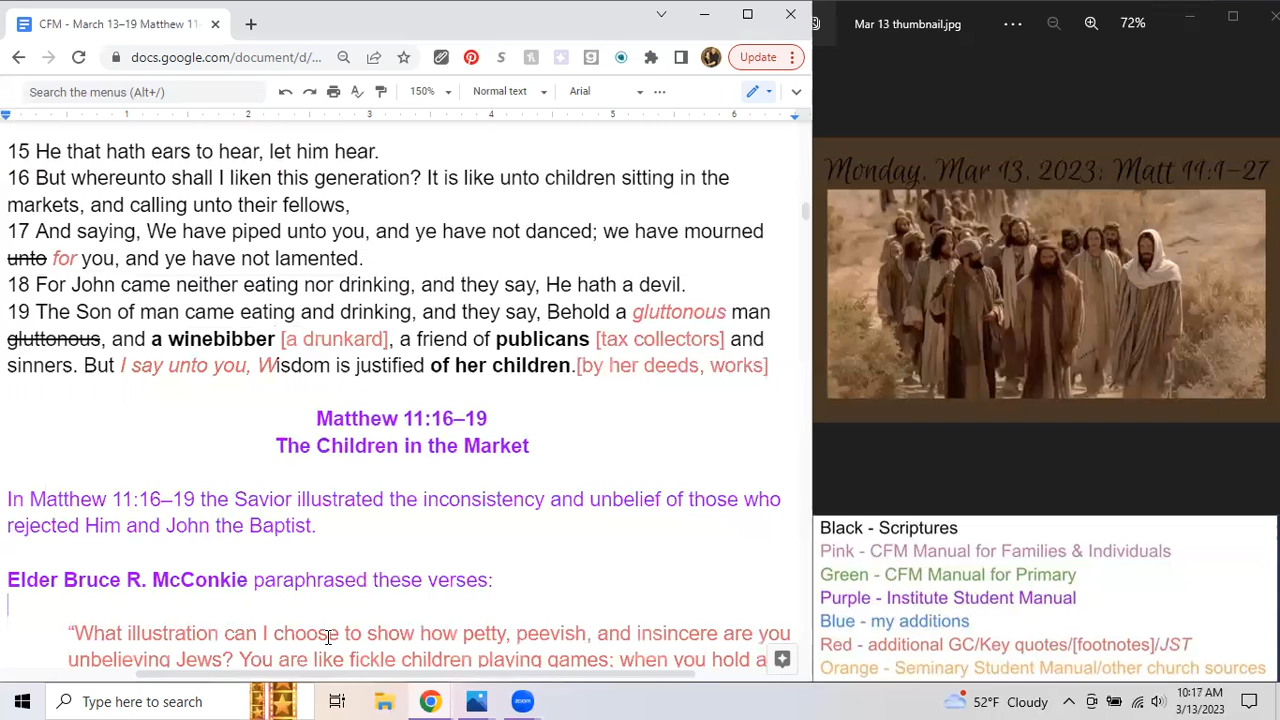 CFM - March 13–19 Matthew 11-
Mar 13 thumbnail.jpg
72%
docs.google.com/document/d/...
Update
Search the menus (Alt+/)
150%
Normal text
Arial
1 2 3 4 5 6
15 He that hath ears to hear, let him hear.
16 But whereunto shall I liken this generation? It is like unto children sitting in the
markets, and calling unto their fellows,
17 And saying, We have piped unto you, and ye have not danced; we have mourned
unto for you, and ye have not lamented.
18 For John came neither eating nor drinking, and they say, He hath a devil.
19 The Son of man came eating and drinking, and they say, Behold a gluttonous man
gluttonous, and a winebibber [a drunkard], a friend of publicans [tax collectors] and
sinners. But I say unto you, Wisdom is justified of her children.[by her deeds, works]
Matthew 11:16–19
The Children in the Market
In Matthew 11:16–19 the Savior illustrated the inconsistency and unbelief of those who
rejected Him and John the Baptist.
Elder Bruce R. McConkie paraphrased these verses:
“What illustration can I choose to show how petty, peevish, and insincere are you
unbelieving Jews? You are like fickle children playing games; when you hold a
Monday, Mar 13, 2023: Matt 11:1-27
Black - Scriptures
Pink - CFM Manual for Families & Individuals
Green - CFM Manual for Primary
Purple - Institute Student Manual
Blue - my additions
Red - additional GC/Key quotes/[footnotes]/JST
Orange - Seminary Student Manual/other church sources
Type here to search
52°F Cloudy
10:17 AM
3/13/2023